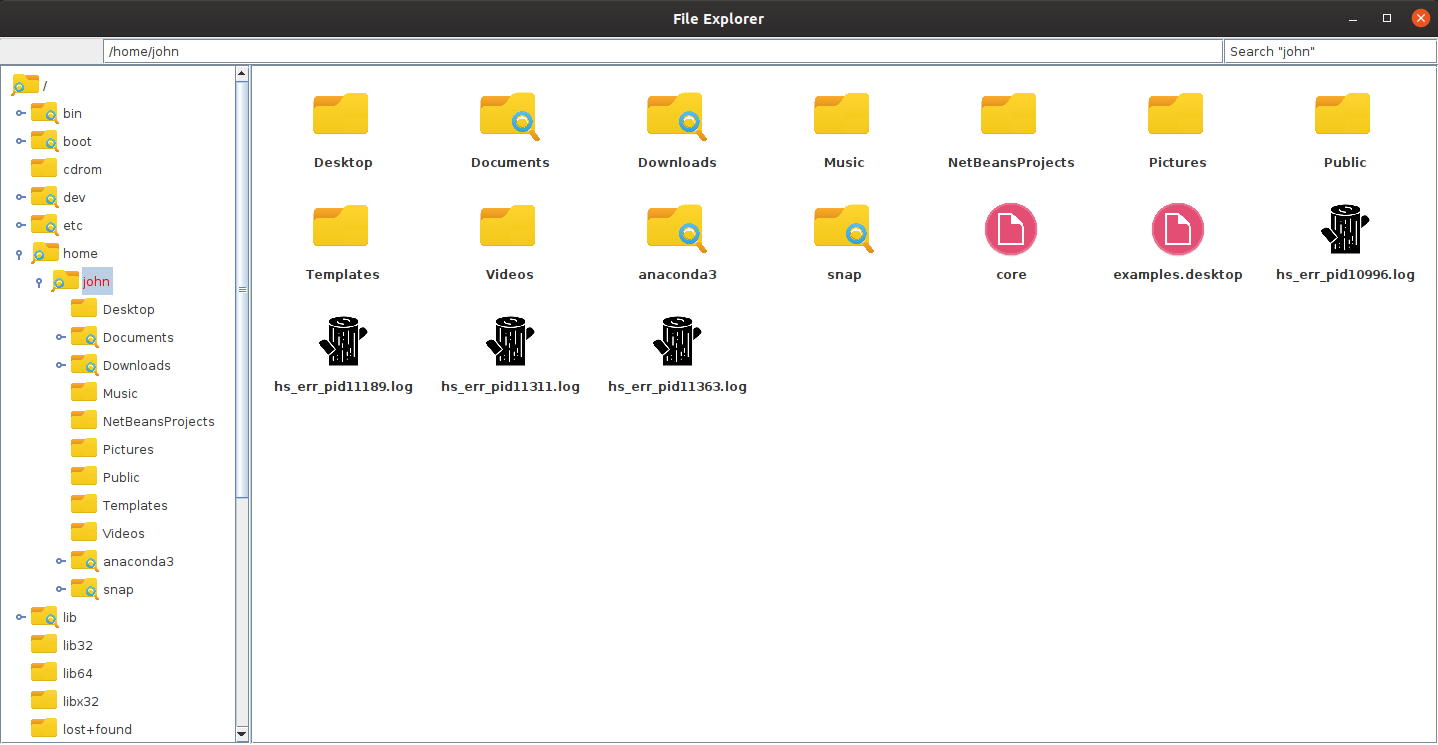 File Explorer
/home/john
Search "john"
/
bin
boot
cdrom
dev
etc
home
john
Desktop
Documents
Downloads
Music
NetBeansProjects
Pictures
Public
Templates
Videos
anaconda3
snap
lib
lib32
lib64
libx32
lost+found
Desktop Documents Downloads Music NetBeansProjects Pictures Public
Templates Videos anaconda3 snap core examples.desktop hs_err_pid10996.log
hs_err_pid11189.log hs_err_pid11311.log hs_err_pid11363.log